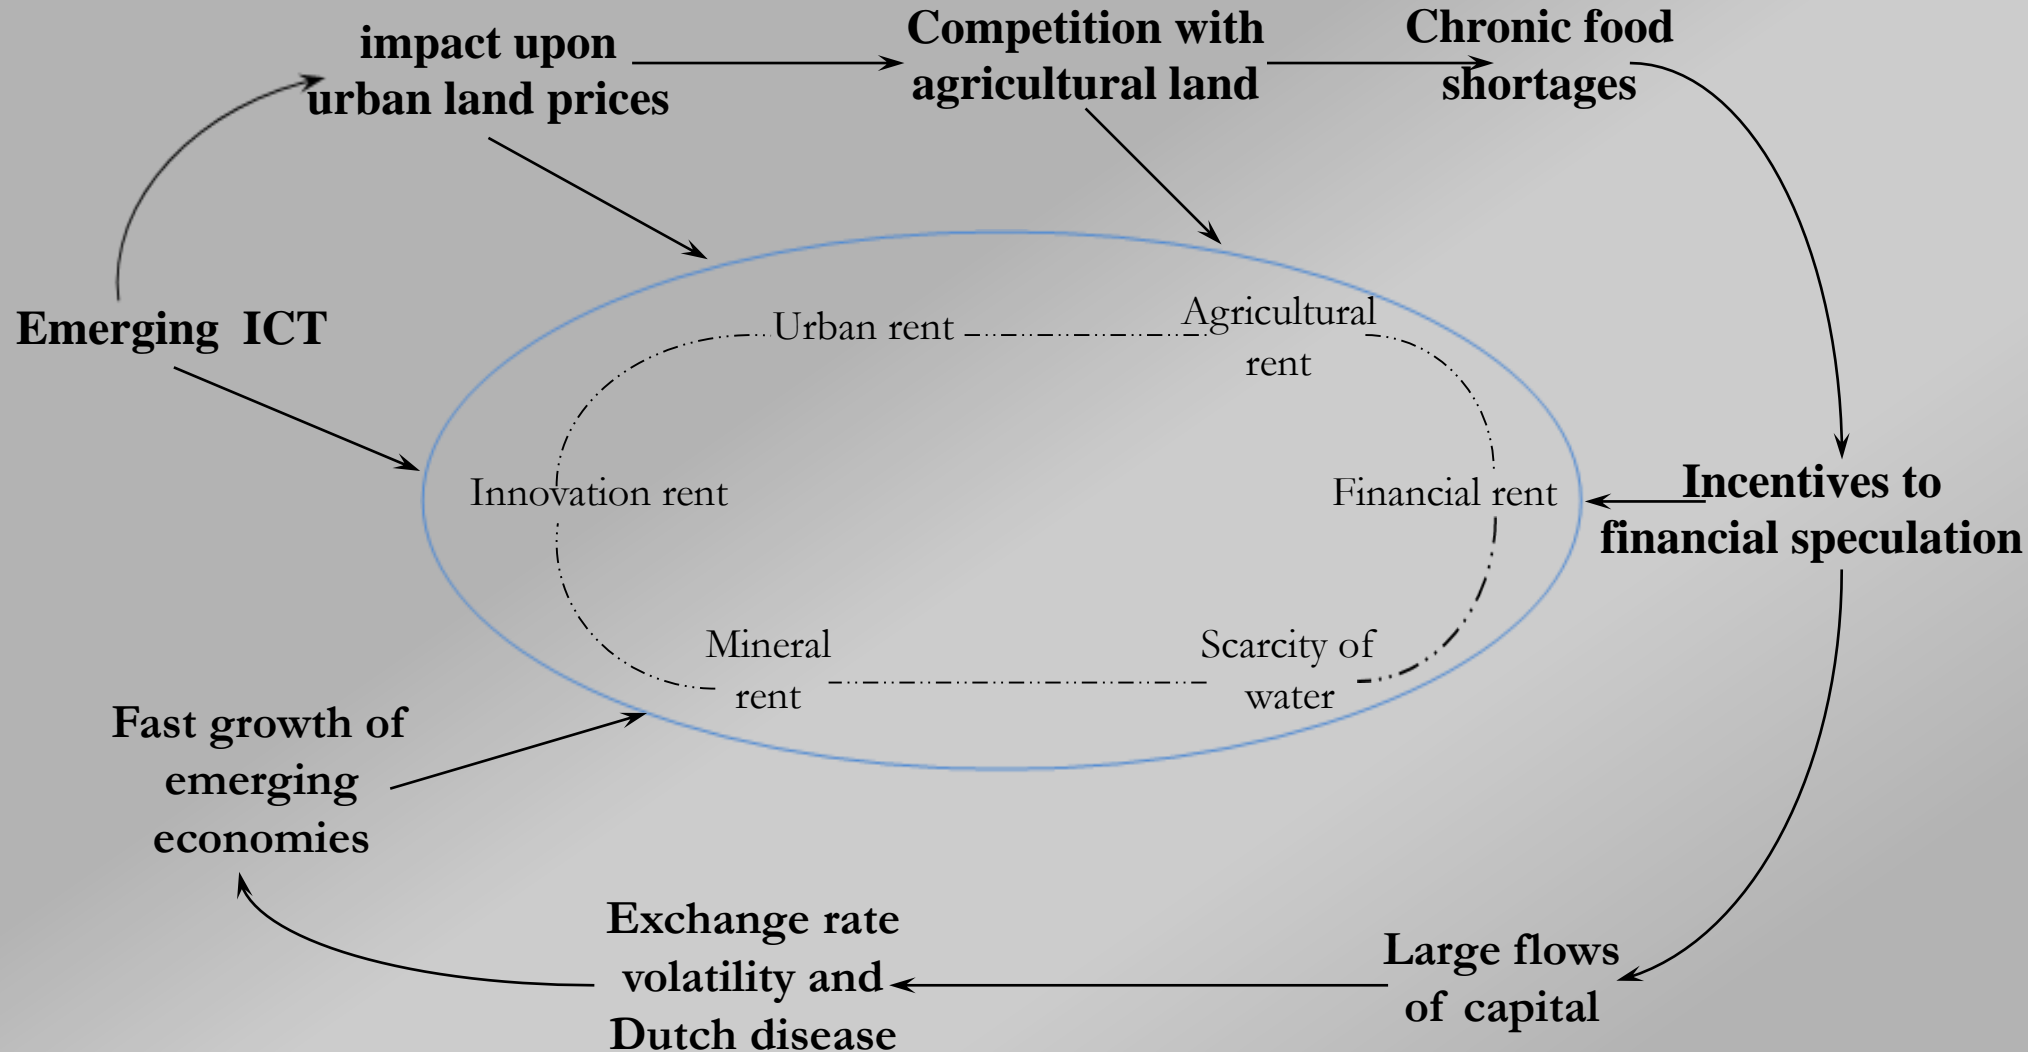 impact upon
urban land prices
Competition with
agricultural land
Chronic food
shortages
Emerging ICT
Urban rent
Agricultural
rent
Innovation rent
Financial rent
Incentives to
financial speculation
Mineral
rent
Scarcity of
water
Fast growth of
emerging
economies
Exchange rate
volatility and
Dutch disease
Large flows
of capital